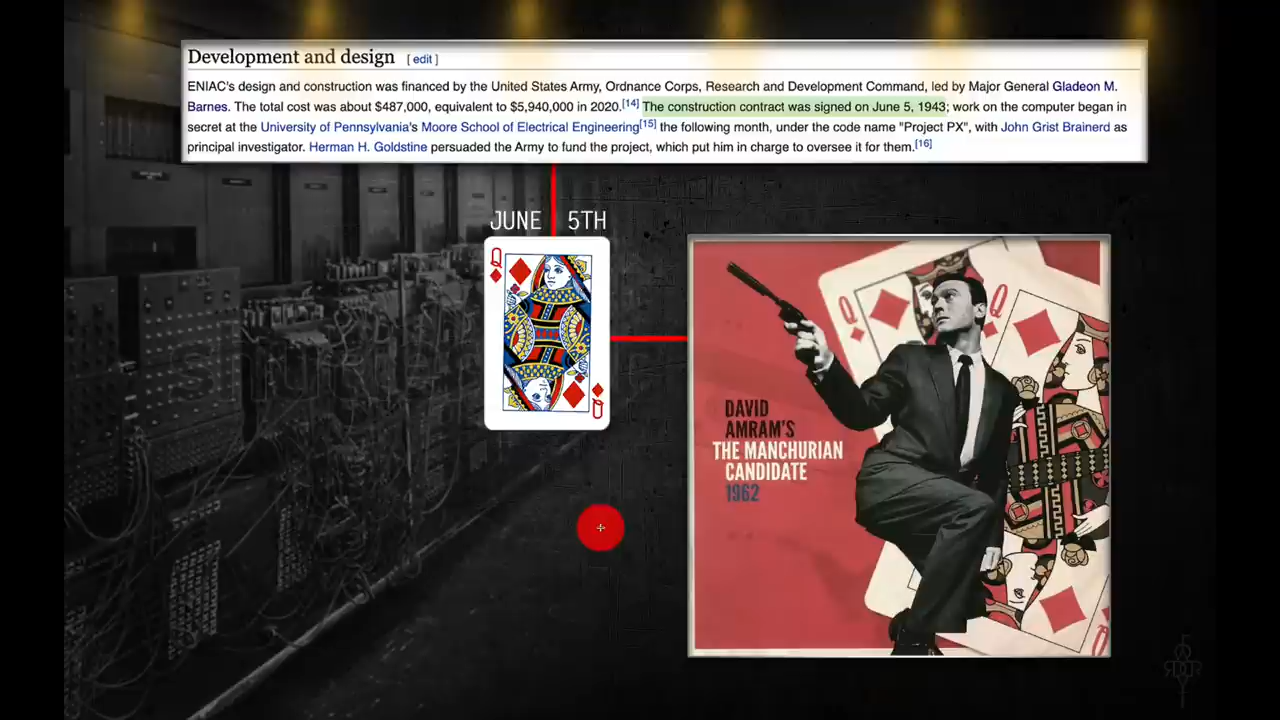 Development and design [ edit ]
ENIAC's design and construction was financed by the United States Army, Ordnance Corps, Research and Development Command, led by Major General Gladeon M.
Barnes. The total cost was about $487,000, equivalent to $5,940,000 in 2020.[14] The construction contract was signed on June 5, 1943; work on the computer began in
secret at the University of Pennsylvania's Moore School of Electrical Engineering[15] the following month, under the code name "Project PX", with John Grist Brainerd as
principal investigator. Herman H. Goldstine persuaded the Army to fund the project, which put him in charge to oversee it for them.[16]
JUNE 5TH
Q
Q
Q
Q
Q
DAVID
AMRAM'S
THE MANCHURIAN
CANDIDATE
1962